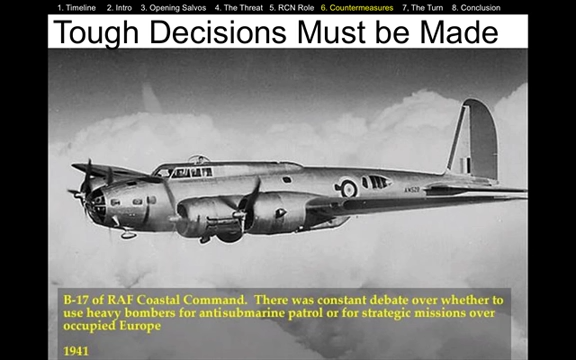 1. Timeline 2. Intro 3. Opening Salvos 4. The Threat 5. RCN Role 6. Countermeasures 7, The Turn 8. Conclusion
Tough Decisions Must be Made
B-17 of RAF Coastal Command. There was constant debate over whether to
use heavy bombers for antisubmarine patrol or for strategic missions over
occupied Europe
1941